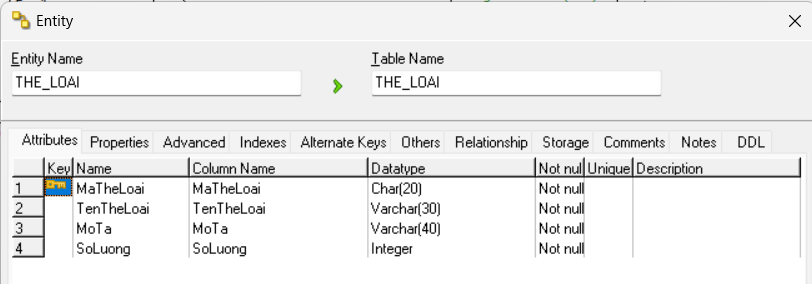 Entity
Entity Name
Table Name
THE_LOAI
THE_LOAI
Attributes Properties Advanced Indexes Alternate Keys Others Relationship Storage Comments Notes DDL
Key Name Column Name Datatype Not nul Unique Description
1 MaTheLoai MaTheLoai Char(20) Not null
2 TenTheLoai TenTheLoai Varchar(30) Not null
3 MoTa MoTa Varchar(40) Not null
4 SoLuong SoLuong Integer Not null